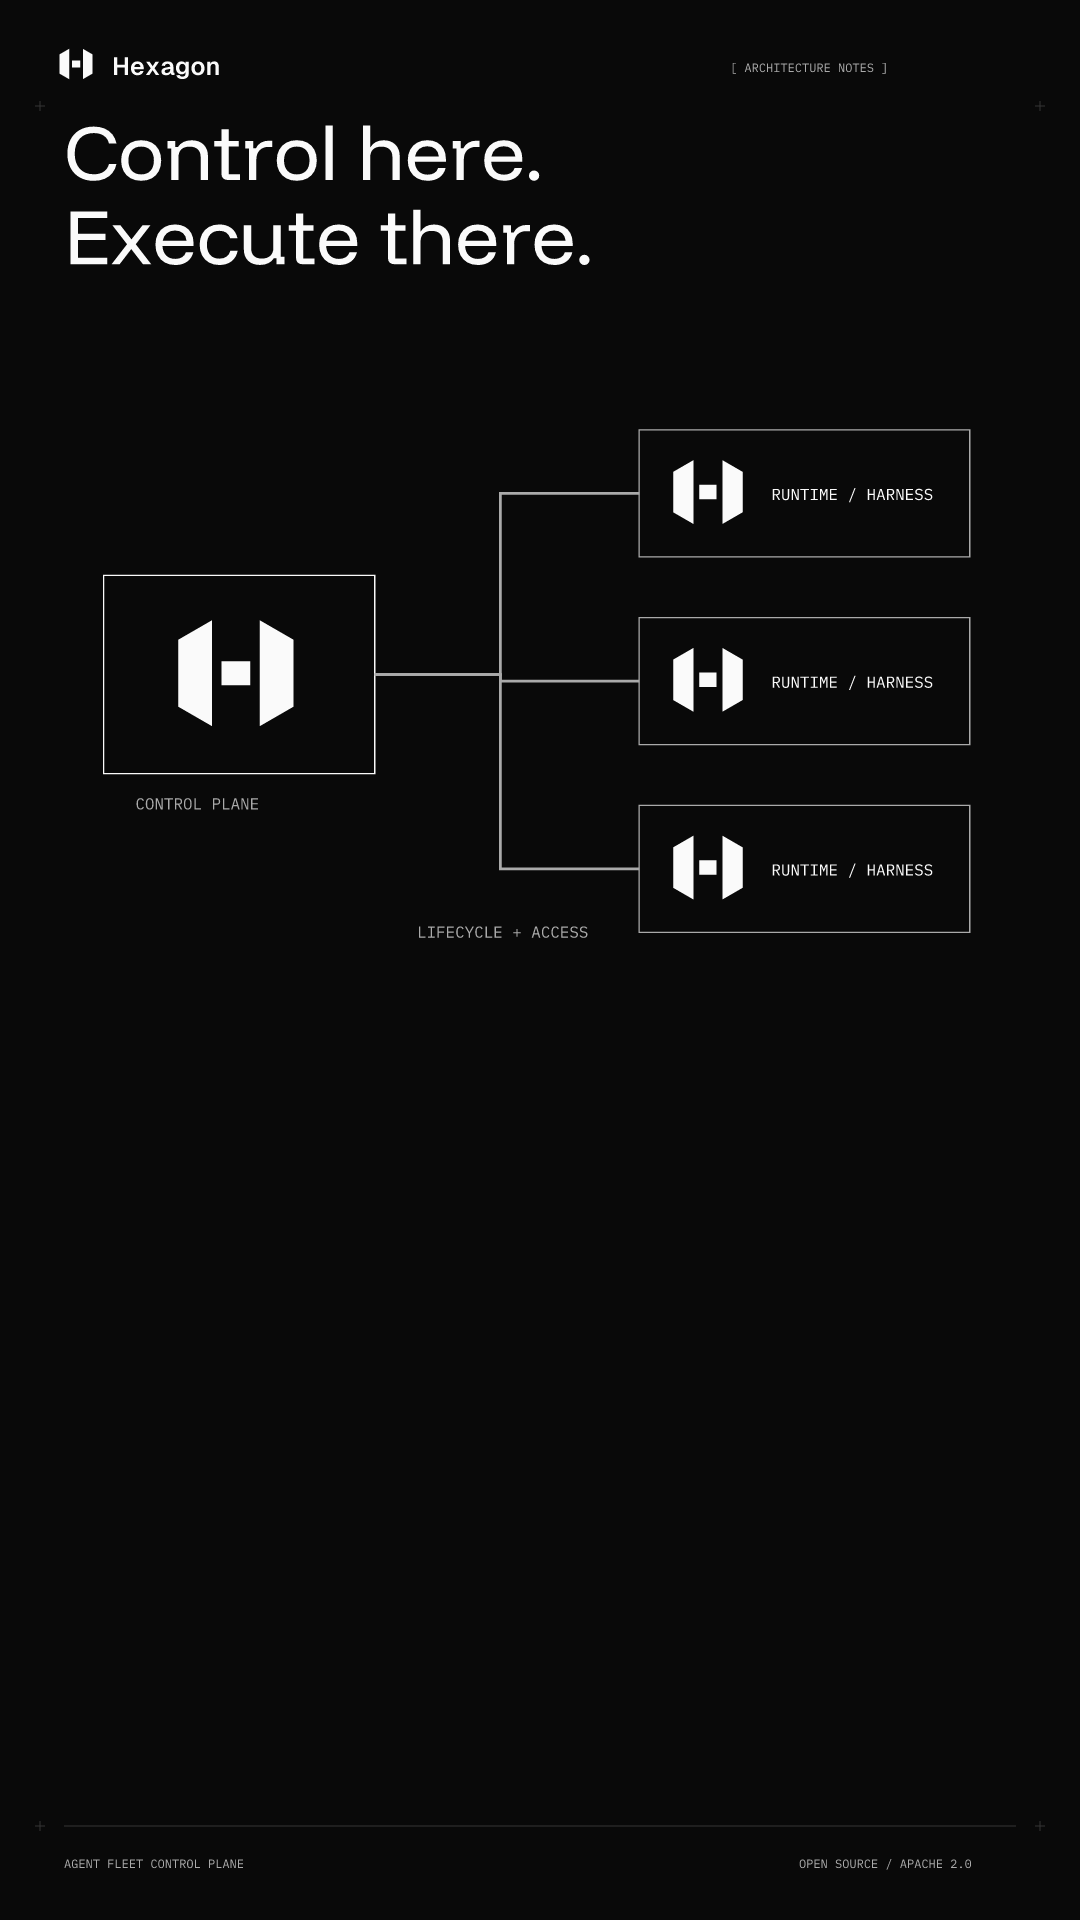 Hexagon
[ ARCHITECTURE NOTES ]
Control here.
Execute there.
RUNTIME / HARNESS
RUNTIME / HARNESS
CONTROL PLANE
RUNTIME / HARNESS
LIFECYCLE + ACCESS
AGENT FLEET CONTROL PLANE
OPEN SOURCE / APACHE 2.0